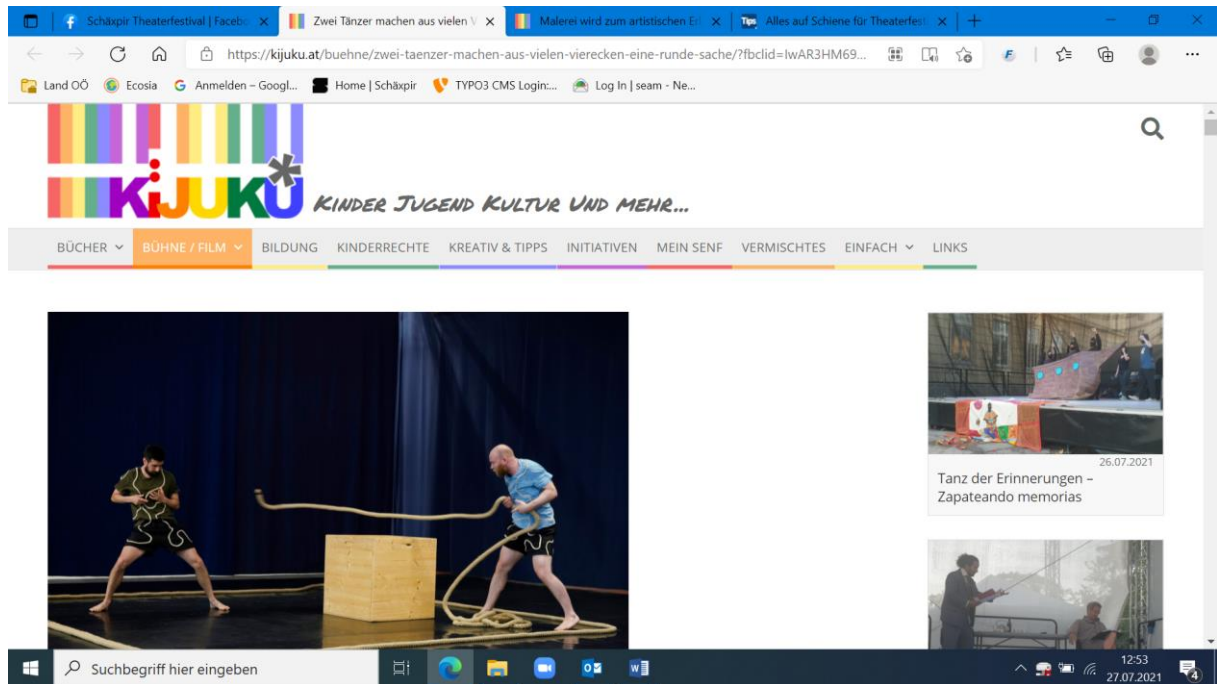 Schäxpir Theaterfestival | Facebo
Zwei Tänzer machen aus vielen V
Malerei wird zum artistischen Er
Tips
Alles auf Schiene für Theaterfest
https://kijuku.at/buehne/zwei-taenzer-machen-aus-vielen-vierecken-eine-runde-sache/?fbclid=IwAR3HM69...
Land OÖ
Ecosia
Anmelden – Googl...
Home | Schäxpir
TYPO3 CMS Login:...
Log In | seam - Ne...
KiJUKU*
KINDER JUGEND KULTUR UND MEHR...
BÜCHER
BÜHNE / FILM
BILDUNG
KINDERRECHTE
KREATIV & TIPPS
INITIATIVEN
MEIN SENF
VERMISCHTES
EINFACH
LINKS
26.07.2021
Tanz der Erinnerungen –
Zapateando memorias
Suchbegriff hier eingeben
12:53
27.07.2021
4